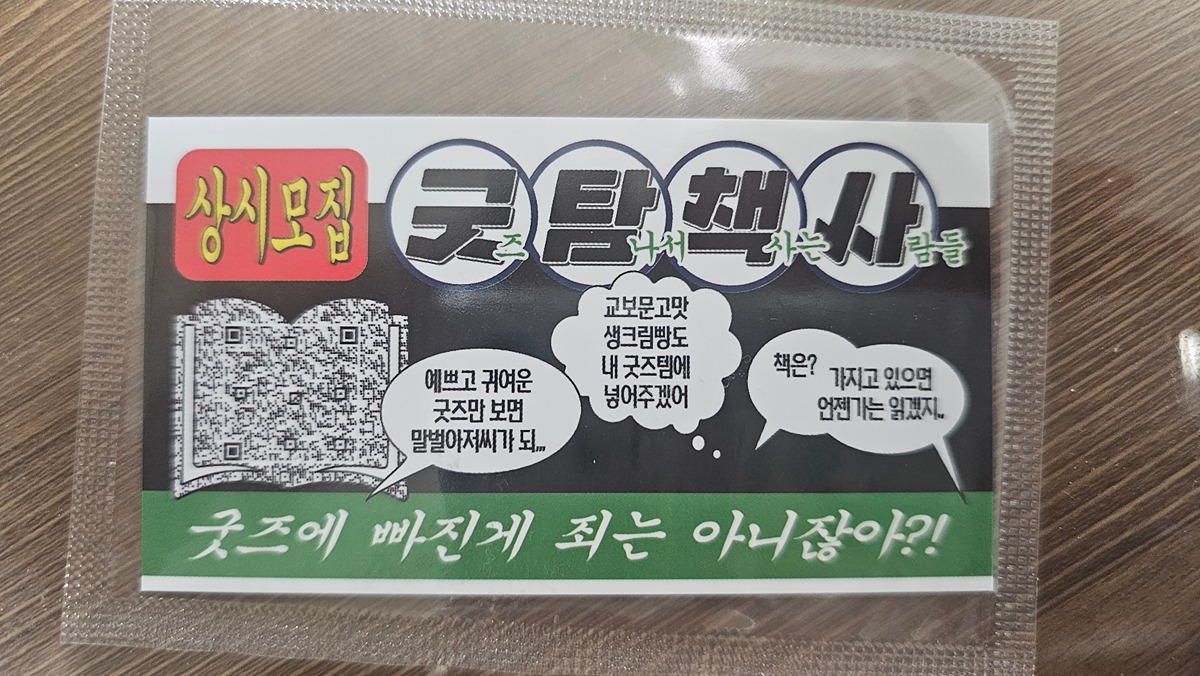 상시모집
굿즈탐나서책사는사람들
교보문고맛
생크림빵도
내 굿즈템에
넣어주겠어
예쁘고 귀여운
굿즈만 보면
말벌아저씨가 되,,,
책은?
가지고 있으면
언젠가는 읽겠지..
굿즈에 빠진게 죄는 아니잖아?!